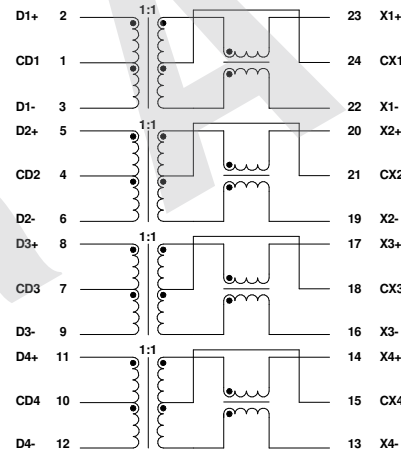 D1+ 2 1:1 23 X1+
CD1 1 24 CX1
D1- 3 22 X1-
D2+ 5 1:1 20 X2+
CD2 4 21 CX2
D2- 6 19 X2-
D3+ 8 1:1 17 X3+
CD3 7 18 CX3
D3- 9 16 X3-
D4+ 11 1:1 14 X4+
CD4 10 15 CX4
D4- 12 13 X4-